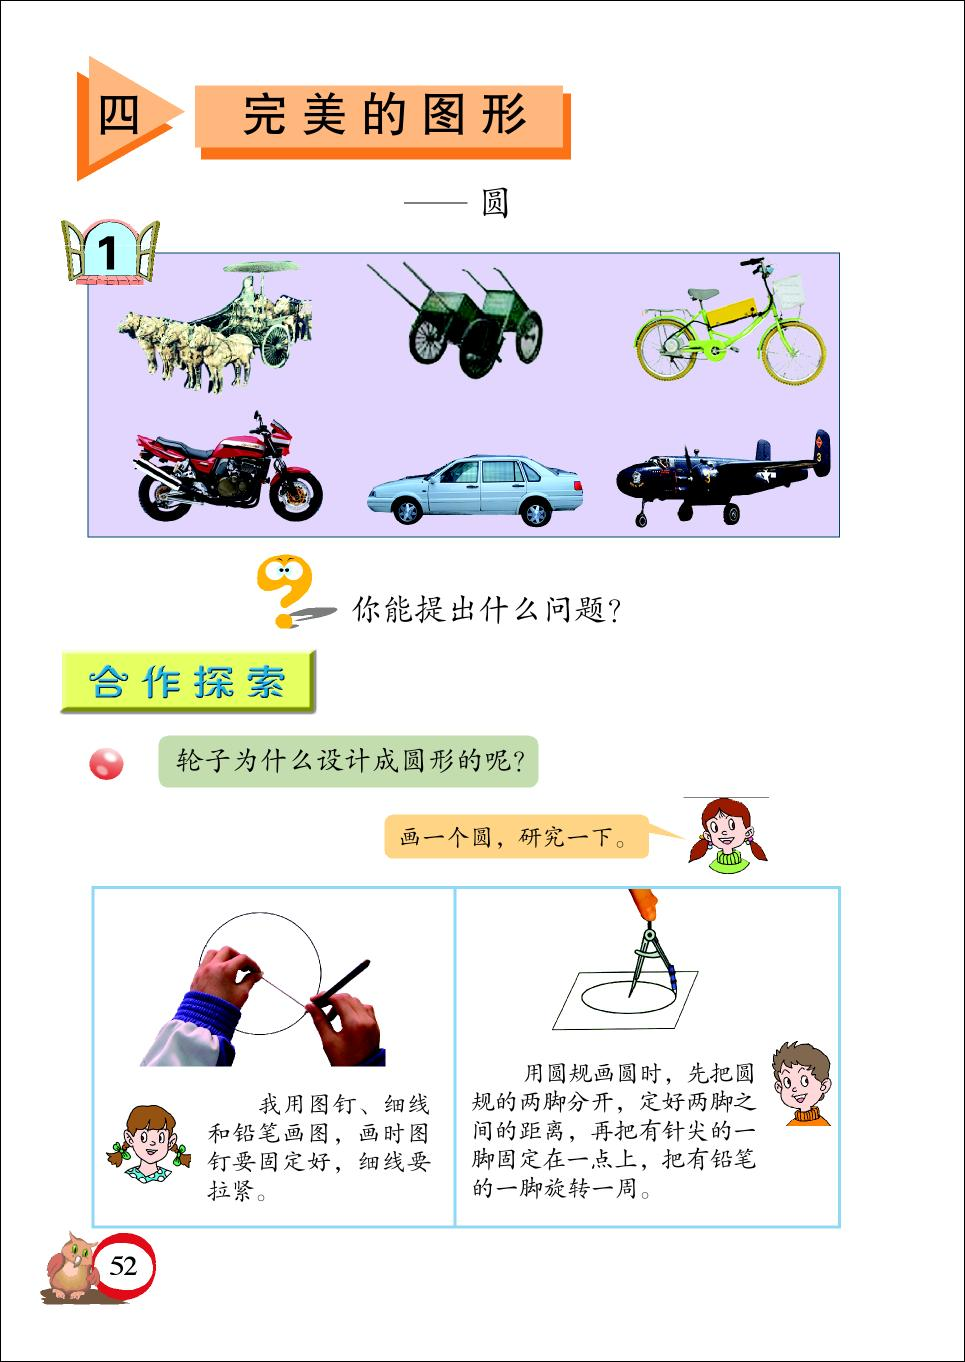 四
完美的图形
—— 圆
1
你能提出什么问题？
合作探索
轮子为什么设计成圆形的呢？
画一个圆，研究一下。
我用图钉、细线
和铅笔画图，画时图
钉要固定好，细线要
拉紧。
用圆规画圆时，先把圆
规的两脚分开，定好两脚之
间的距离，再把有针尖的一
脚固定在一点上，把有铅笔
的一脚旋转一周。
52